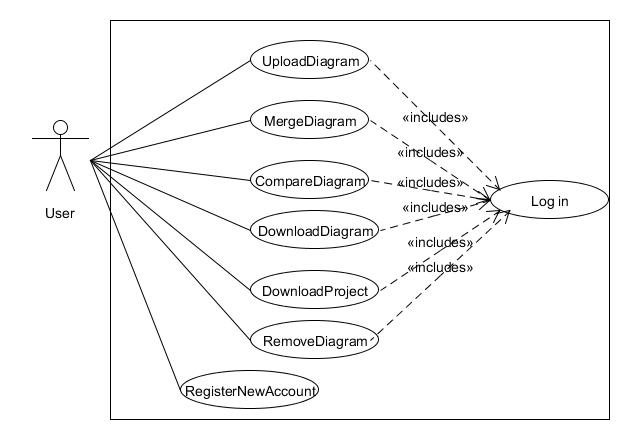 UploadDiagram
MergeDiagram
«includes»
«includes»
CompareDiagram
«includes»
User
Log in
«includes»
DownloadDiagram
«includes»
«includes»
DownloadProject
RemoveDiagram
RegisterNewAccount